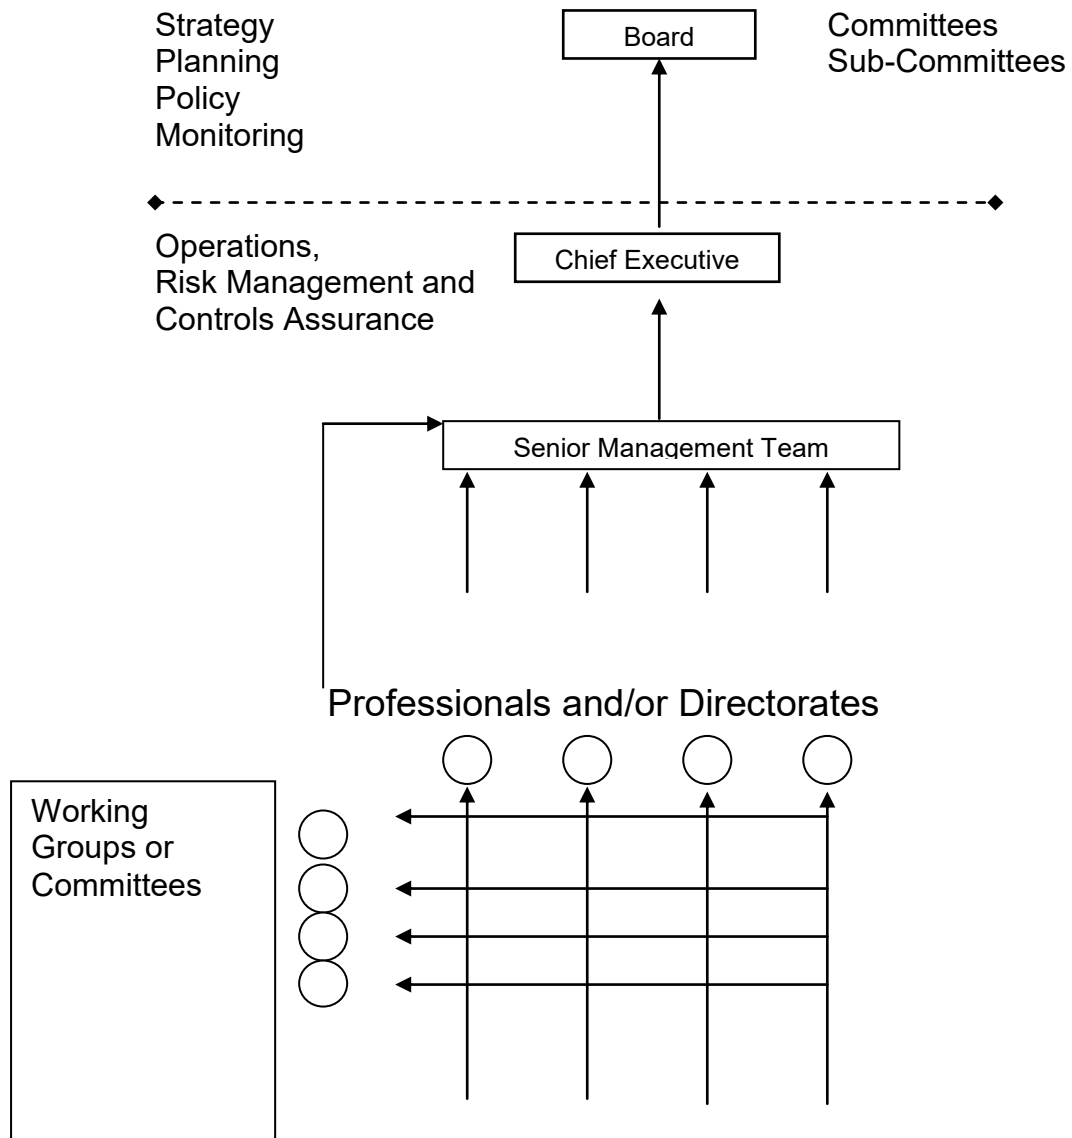 Strategy
Planning
Policy
Monitoring
Board
Committees
Sub-Committees
Operations,
Risk Management and
Controls Assurance
Chief Executive
Senior Management Team
Professionals and/or Directorates
Working
Groups or
Committees